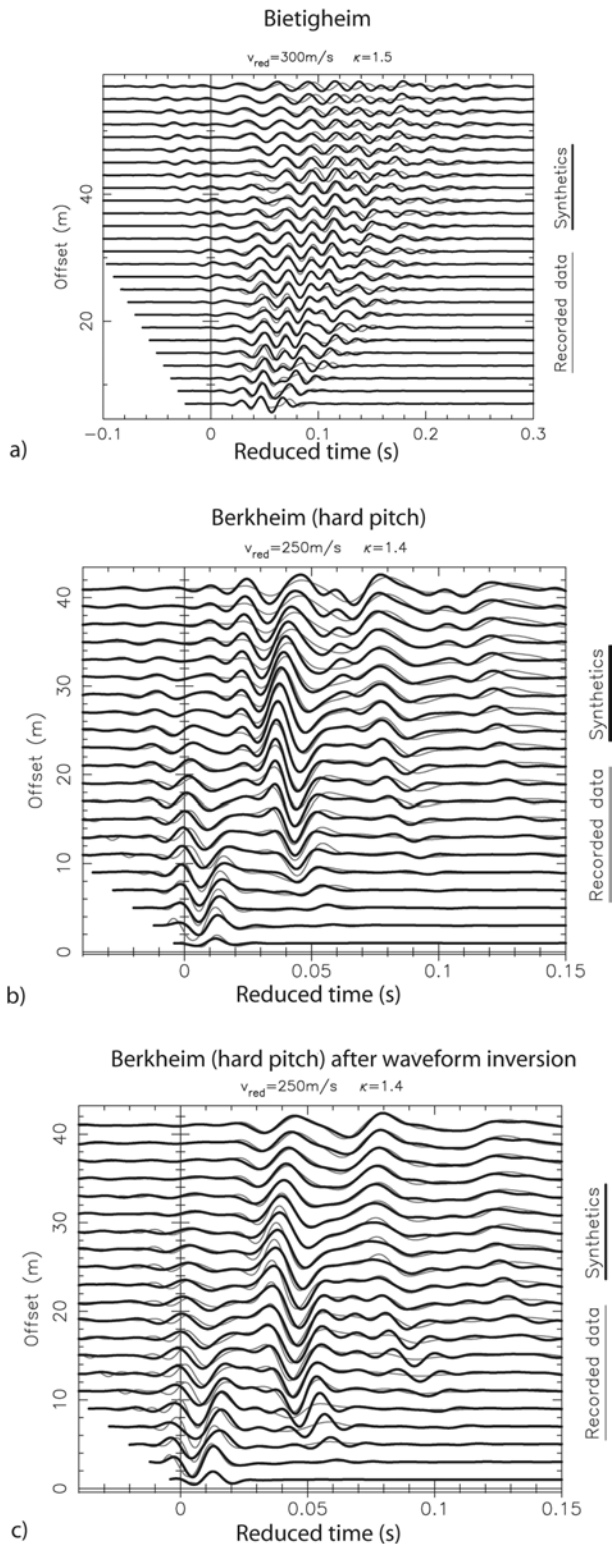 Bietigheim
v_red=300m/s κ=1.5
Offset (m)
20
40
Synthetics
Recorded data
-0.1 0 0.1 0.2 0.3
a) Reduced time (s)
Berkheim (hard pitch)
v_red=250m/s κ=1.4
Offset (m)
0
10
20
30
40
Synthetics
Recorded data
0 0.05 0.1 0.15
b) Reduced time (s)
Berkheim (hard pitch) after waveform inversion
v_red=250m/s κ=1.4
Offset (m)
0
10
20
30
40
Synthetics
Recorded data
0 0.05 0.1 0.15
c) Reduced time (s)